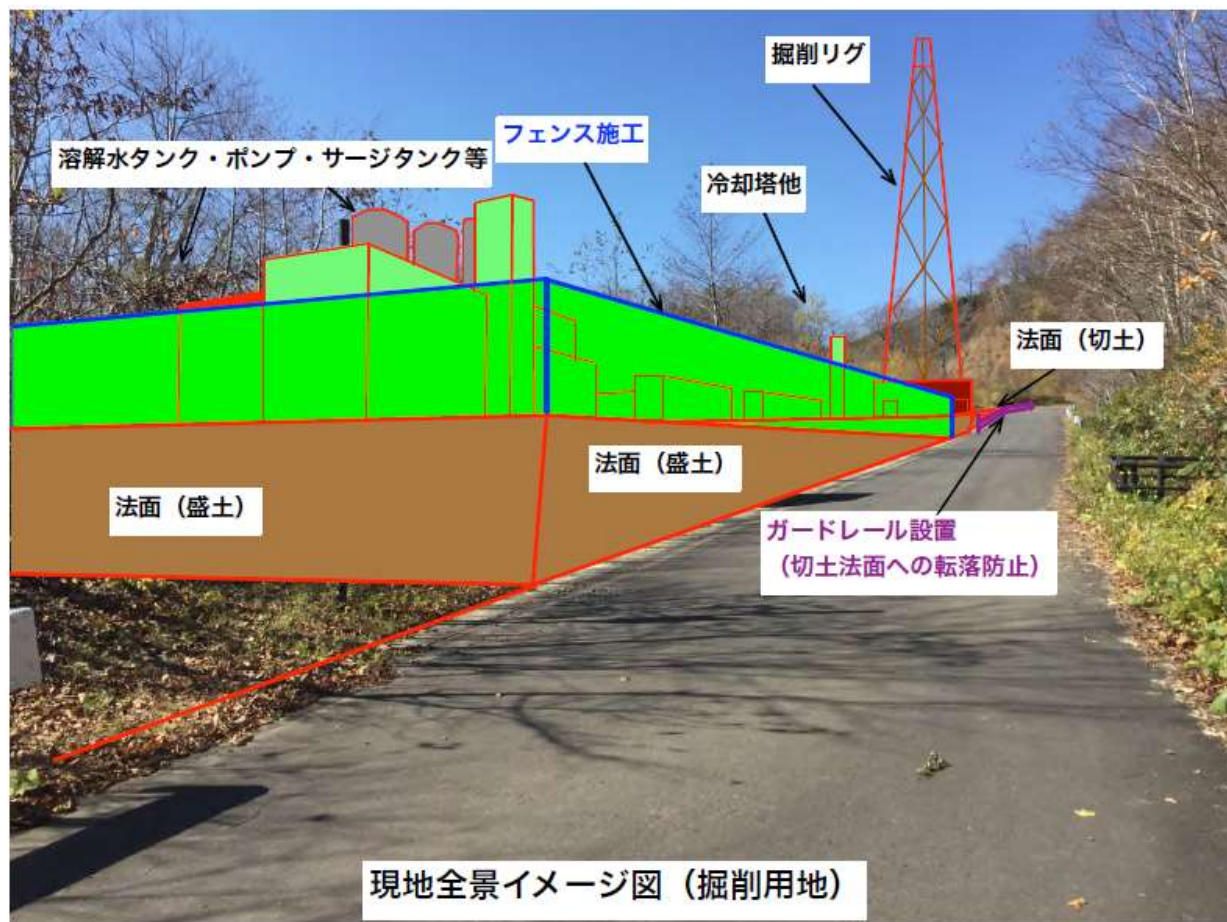 掘削リグ
フェンス施工
溶解水タンク・ポンプ・サージタンク等
冷却塔他
法面（切土）
法面（盛土）
法面（盛土）
ガードレール設置
（切土法面への転落防止）
現地全景イメージ図（掘削用地）